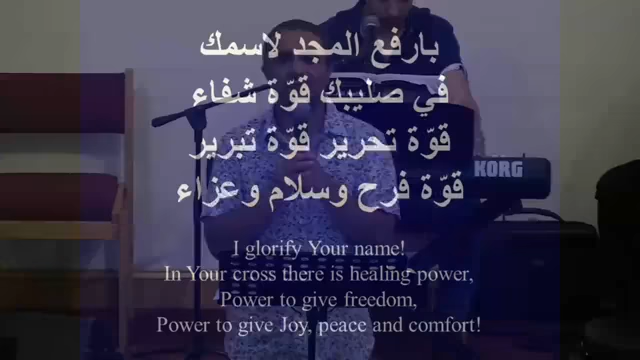 بارفع المجد لاسمك
في صليبك قوّة شفاء
قوّة تحرير قوّة تبرير
قوّة فرح وسلام وعزاء
KORG
I glorify Your name!
In Your cross there is healing power,
Power to give freedom,
Power to give Joy, peace and comfort!